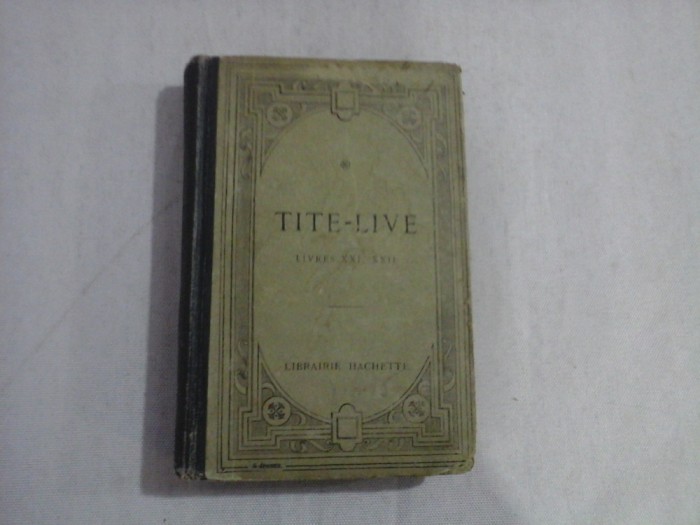 TITE-LIVE
LIVRES XXI, XXII
LIBRAIRIE HACHETTE